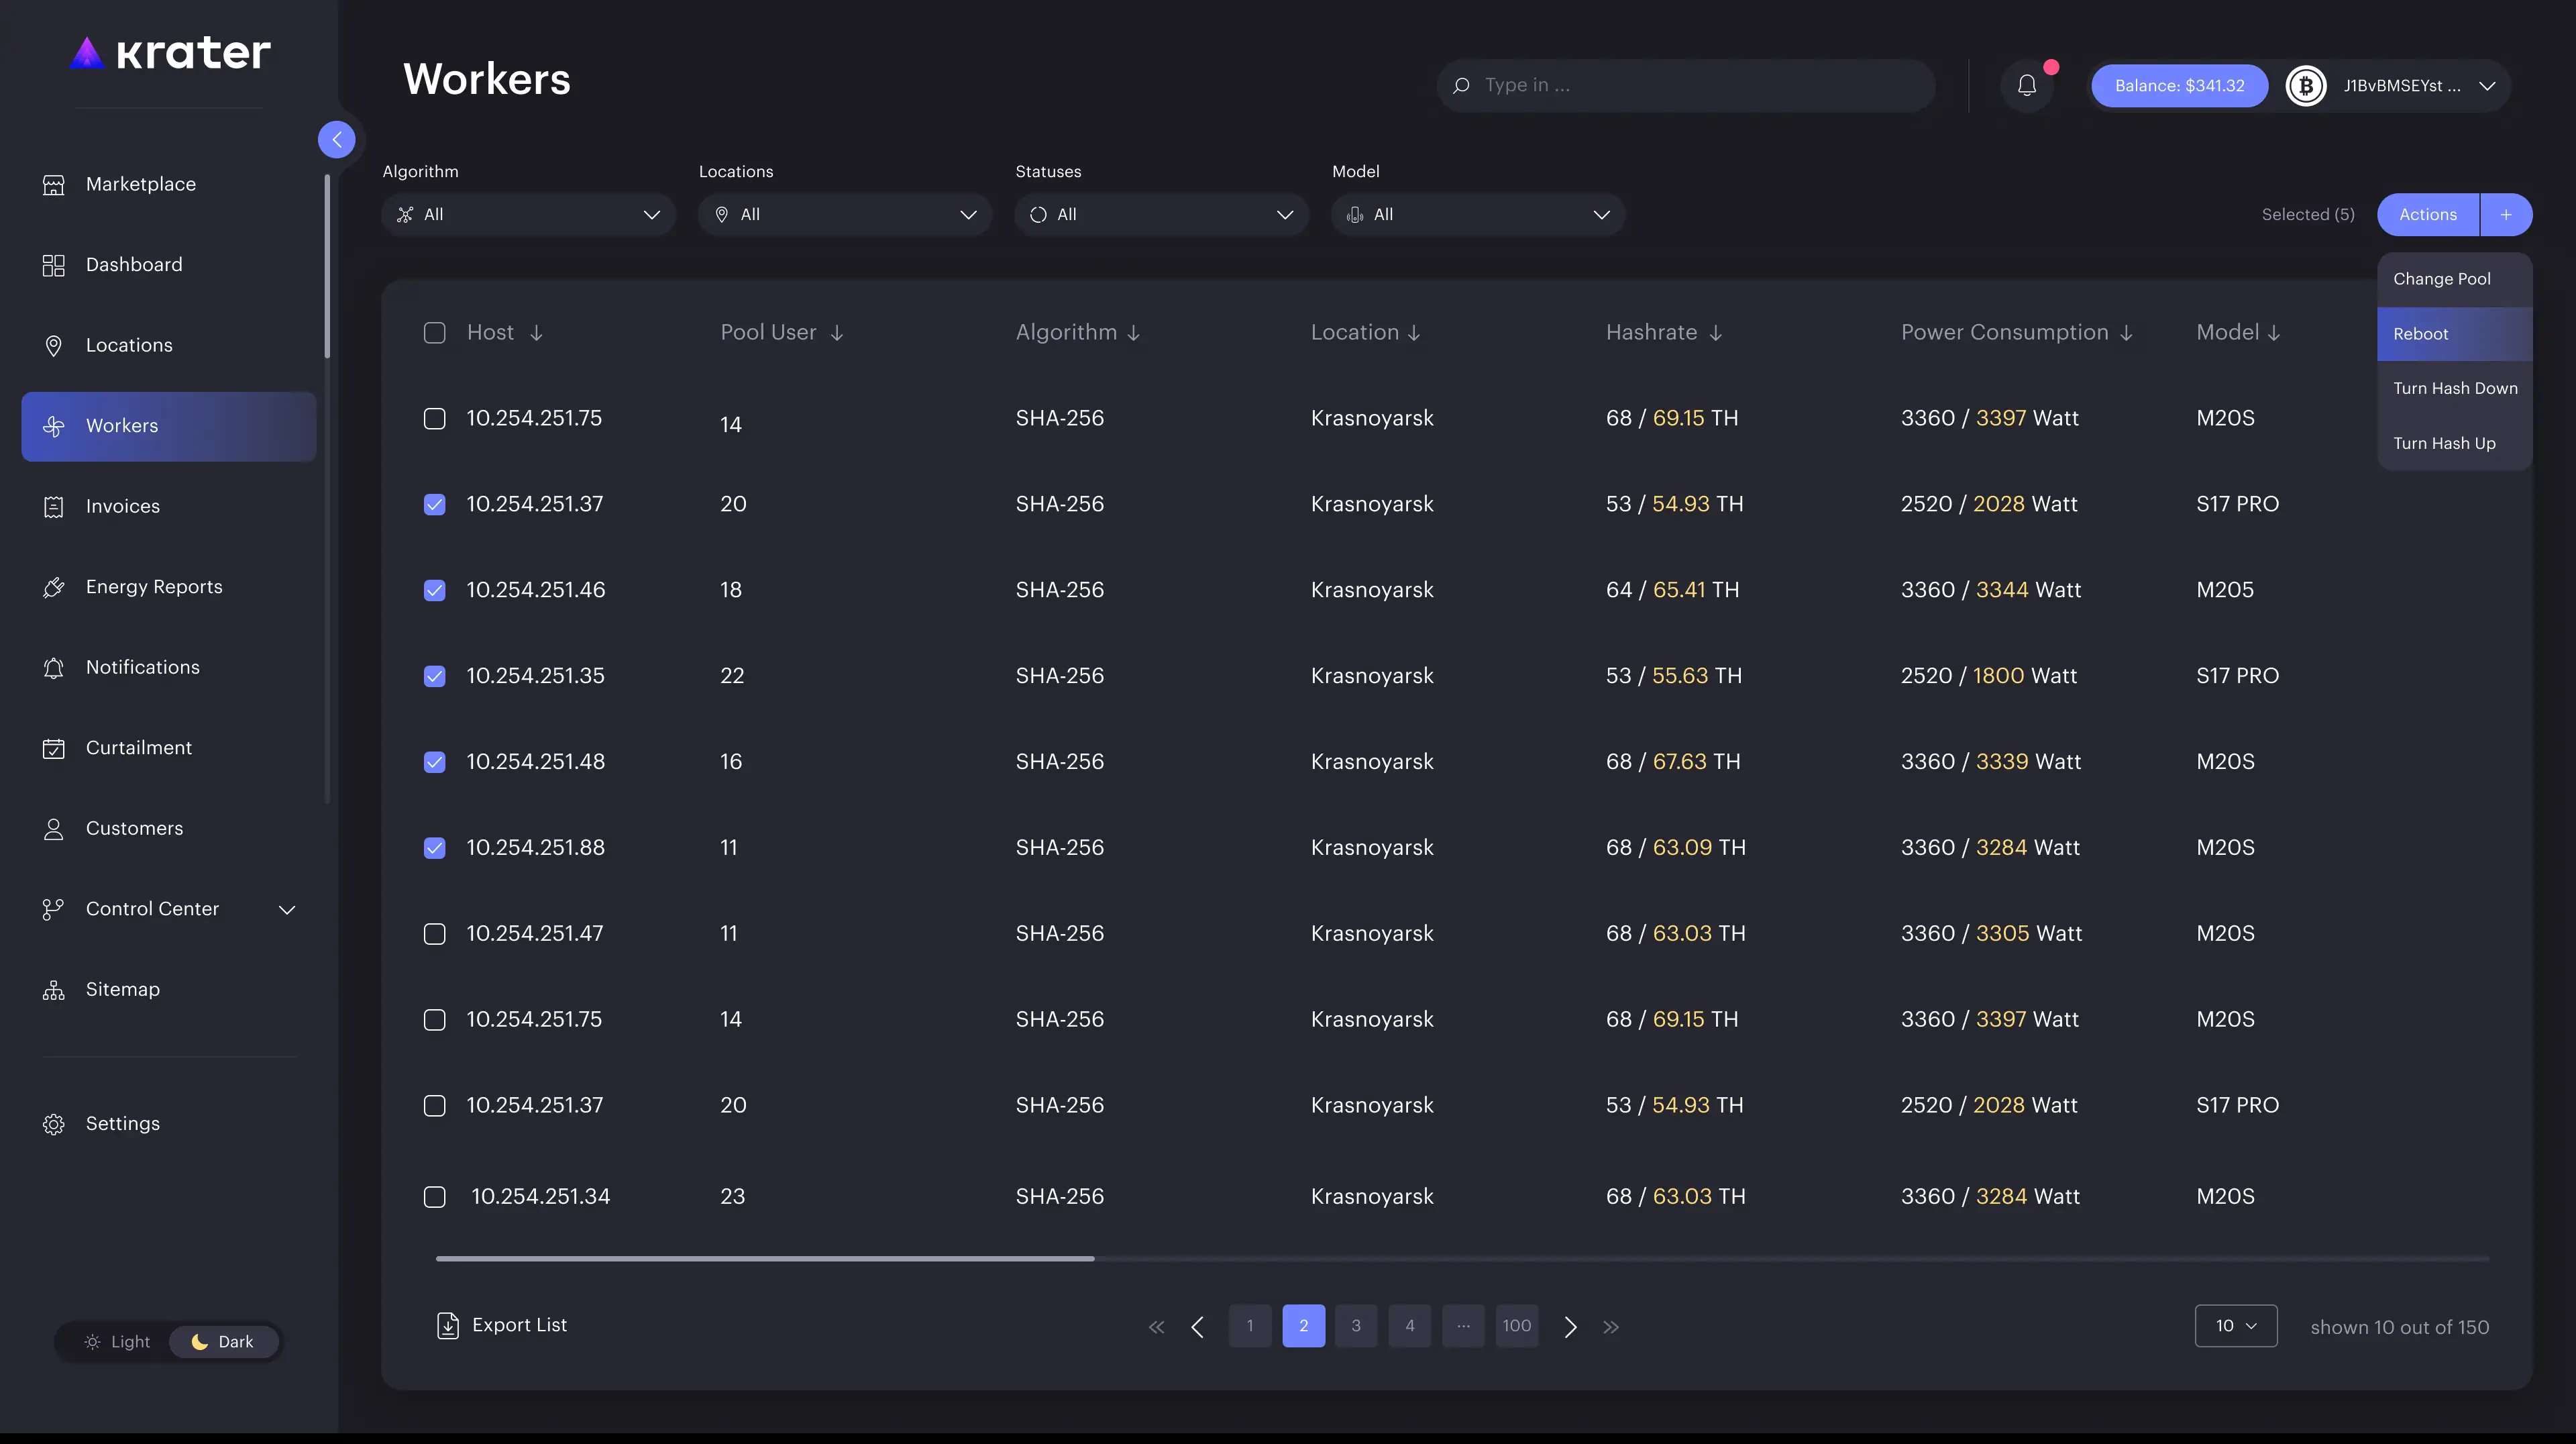 krater
Workers
Type in ...
Balance: $341.32
J1BvBMSEYst ...
Marketplace
Dashboard
Locations
Workers
Invoices
Energy Reports
Notifications
Curtailment
Customers
Control Center
Sitemap
Settings
Light
Dark
Algorithm
Locations
Statuses
Model
All
All
All
All
Selected (5)
Actions
+
Change Pool
Reboot
Turn Hash Down
Turn Hash Up
Host Pool User Algorithm Location Hashrate Power Consumption Model
10.254.251.75 14 SHA-256 Krasnoyarsk 68 / 69.15 TH 3360 / 3397 Watt M20S
10.254.251.37 20 SHA-256 Krasnoyarsk 53 / 54.93 TH 2520 / 2028 Watt S17 PRO
10.254.251.46 18 SHA-256 Krasnoyarsk 64 / 65.41 TH 3360 / 3344 Watt M205
10.254.251.35 22 SHA-256 Krasnoyarsk 53 / 55.63 TH 2520 / 1800 Watt S17 PRO
10.254.251.48 16 SHA-256 Krasnoyarsk 68 / 67.63 TH 3360 / 3339 Watt M20S
10.254.251.88 11 SHA-256 Krasnoyarsk 68 / 63.09 TH 3360 / 3284 Watt M20S
10.254.251.47 11 SHA-256 Krasnoyarsk 68 / 63.03 TH 3360 / 3305 Watt M20S
10.254.251.75 14 SHA-256 Krasnoyarsk 68 / 69.15 TH 3360 / 3397 Watt M20S
10.254.251.37 20 SHA-256 Krasnoyarsk 53 / 54.93 TH 2520 / 2028 Watt S17 PRO
10.254.251.34 23 SHA-256 Krasnoyarsk 68 / 63.03 TH 3360 / 3284 Watt M20S
Export List
1 2 3 4 ... 100
10
shown 10 out of 150